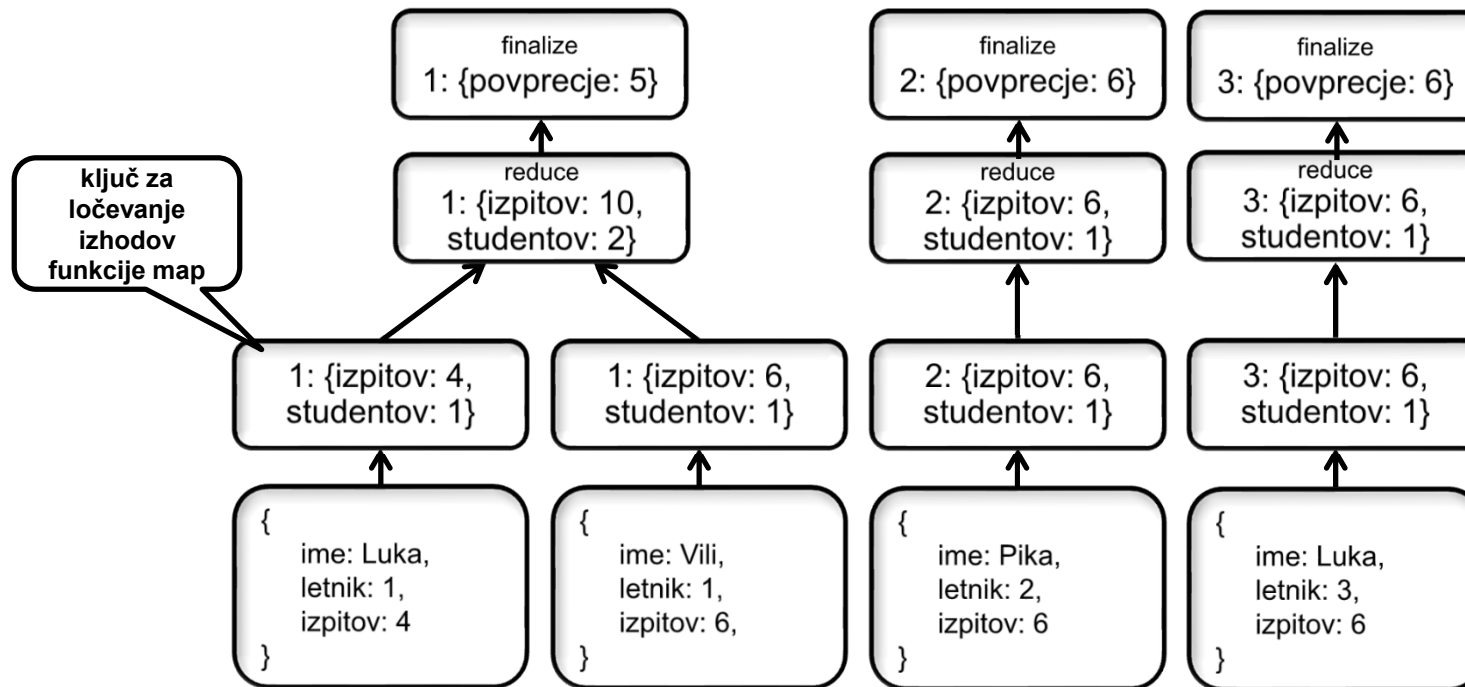 finalize
1: {povprecje: 5}
finalize
2: {povprecje: 6}
finalize
3: {povprecje: 6}
ključ za
ločevanje
izhodov
funkcije map
reduce
1: {izpitov: 10,
studentov: 2}
reduce
2: {izpitov: 6,
studentov: 1}
reduce
3: {izpitov: 6,
studentov: 1}
1: {izpitov: 4,
studentov: 1}
1: {izpitov: 6,
studentov: 1}
2: {izpitov: 6,
studentov: 1}
3: {izpitov: 6,
studentov: 1}
{
ime: Luka,
letnik: 1,
izpitov: 4
}
{
ime: Vili,
letnik: 1,
izpitov: 6,
}
{
ime: Pika,
letnik: 2,
izpitov: 6
}
{
ime: Luka,
letnik: 3,
izpitov: 6
}